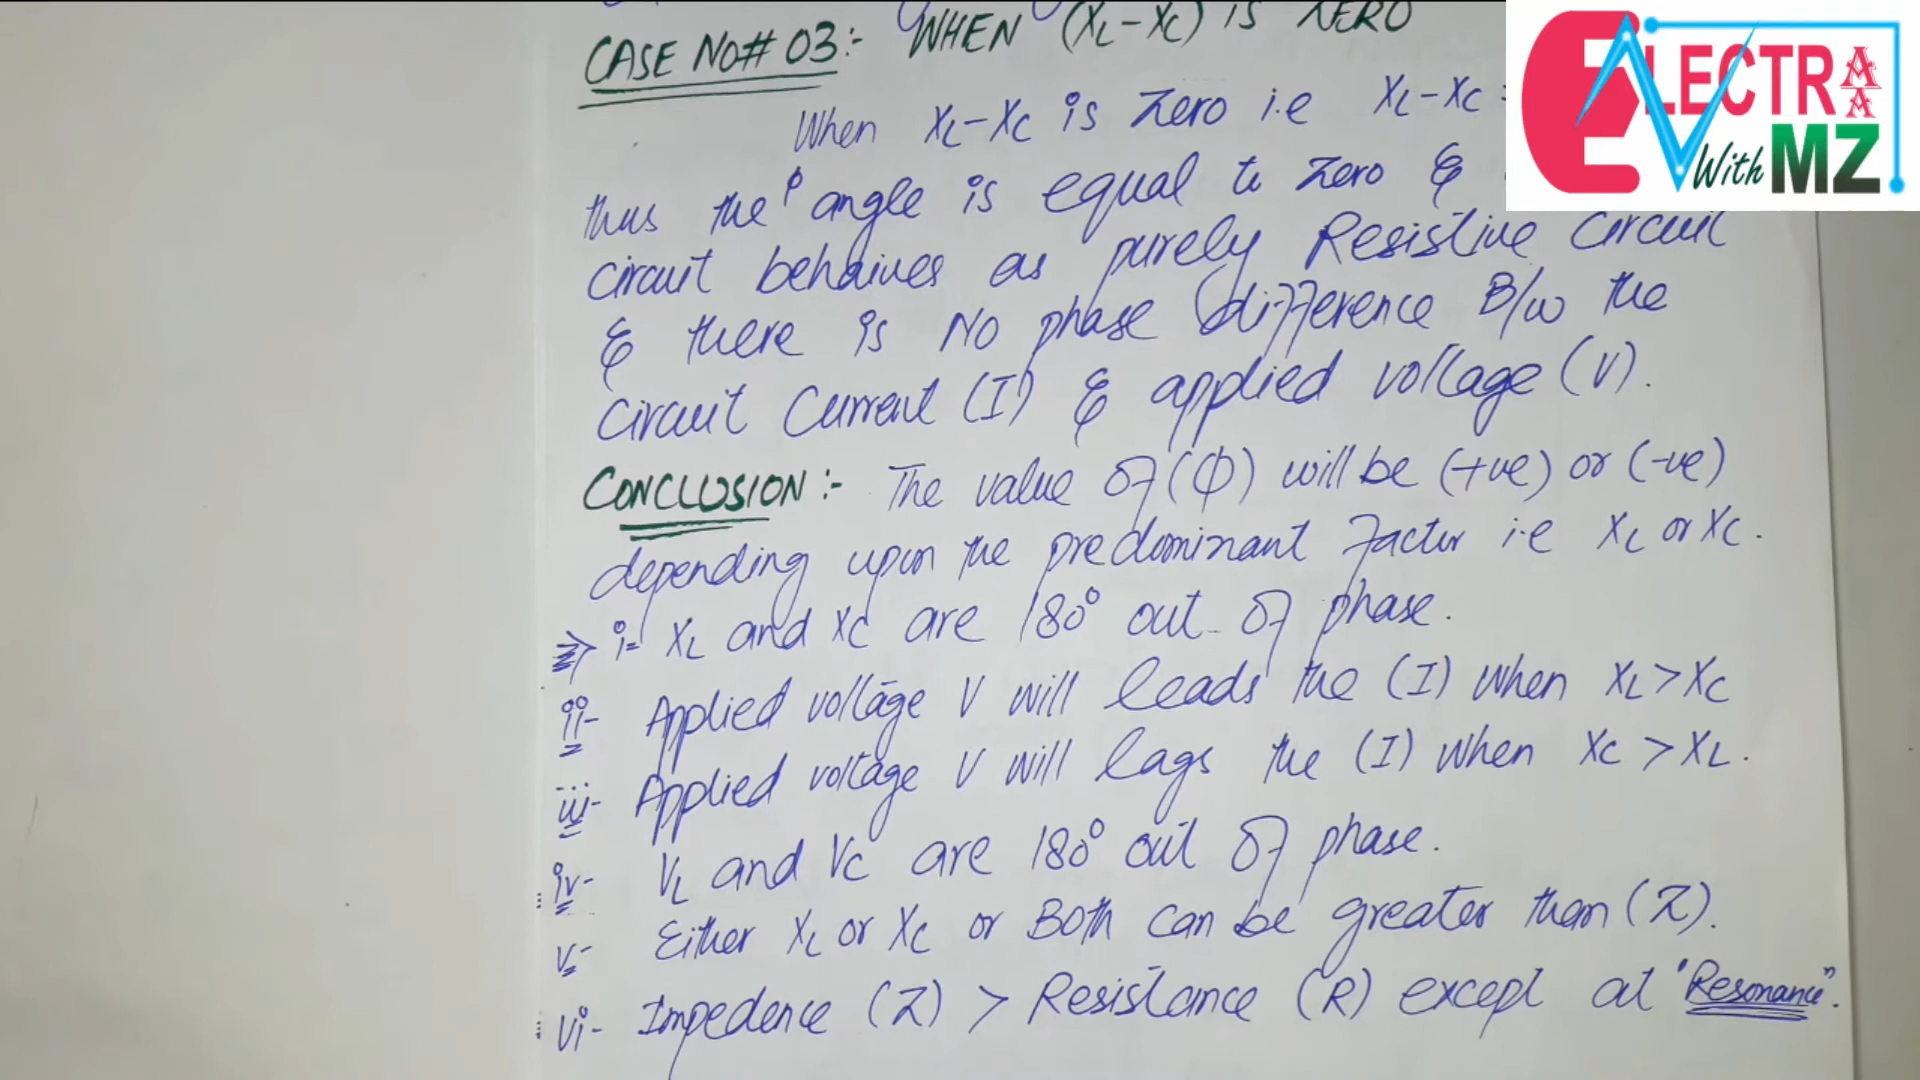 CASE NO# 03:- WHEN (XL-XC) IS ZERO
When XL-XC is Zero i.e XL-XC
thus the φ angle is equal to Zero &
circuit behaives as purely Resistive Circuit
& there is No phase difference B/w the
Circuit Current (I) & applied voltage (V).
CONCLUSION:- The value of (φ) will be (+ve) or (-ve)
depending upon the predominant Factor i.e XL or XC.
⇒ i- XL and XC are 180° out of phase.
ii- Applied voltage V will leads the (I) when XL > XC
iii- Applied voltage V will lags the (I) when XC > XL.
iv- VL and VC are 180° out of phase.
v- Either XL or XC or Both can be greater than (Z).
vi- Impedence (Z) > Resistance (R) except at "Resonance".
ELECTRAAAA
With MZ